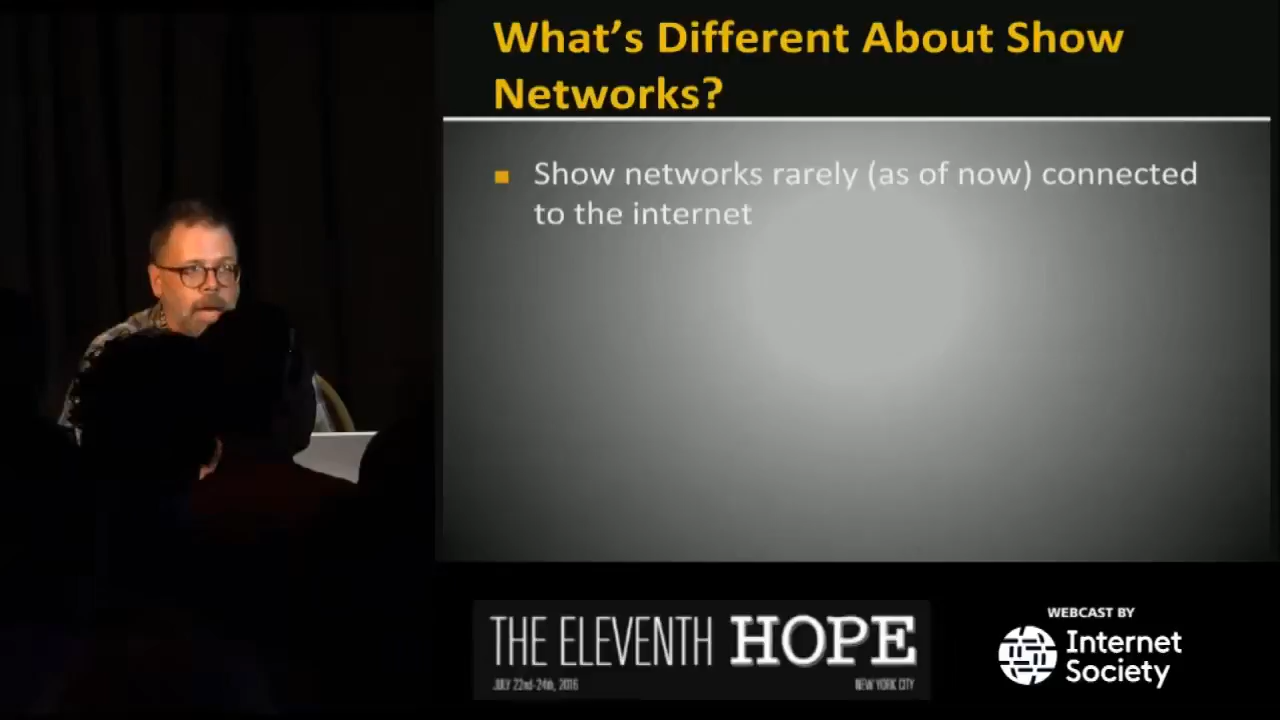 What's Different About Show
Networks?
Show networks rarely (as of now) connected
to the internet
THE ELEVENTH HOPE
JULY 22nd-24th, 2016
NEW YORK CITY
WEBCAST BY
Internet
Society